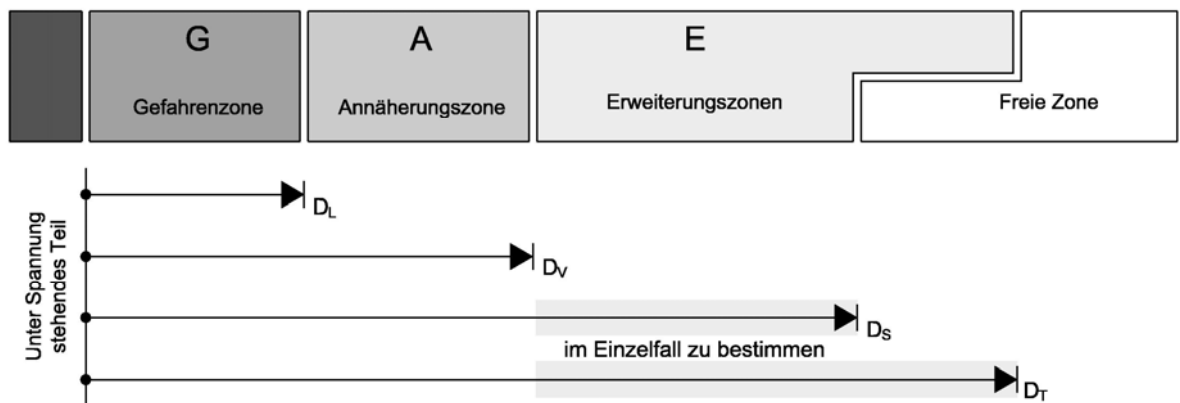 G
A
E
Gefahrenzone
Annäherungszone
Erweiterungszonen
Freie Zone
Unter Spannung
stehendes Teil
DL
DV
DS
im Einzelfall zu bestimmen
DT